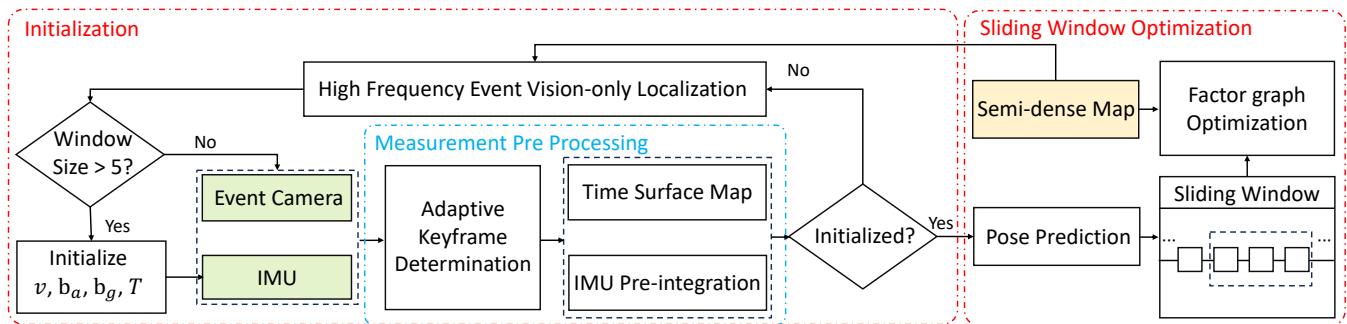 Initialization
Sliding Window Optimization
No
High Frequency Event Vision-only Localization
Semi-dense Map
Factor graph
Optimization
Window
Size > 5?
No
Measurement Pre Processing
Event Camera
Adaptive
Keyframe
Determination
Time Surface Map
Sliding Window
Yes
Initialized?
Yes
Pose Prediction
...
...
Initialize
v, b_a, b_g, T
IMU
IMU Pre-integration